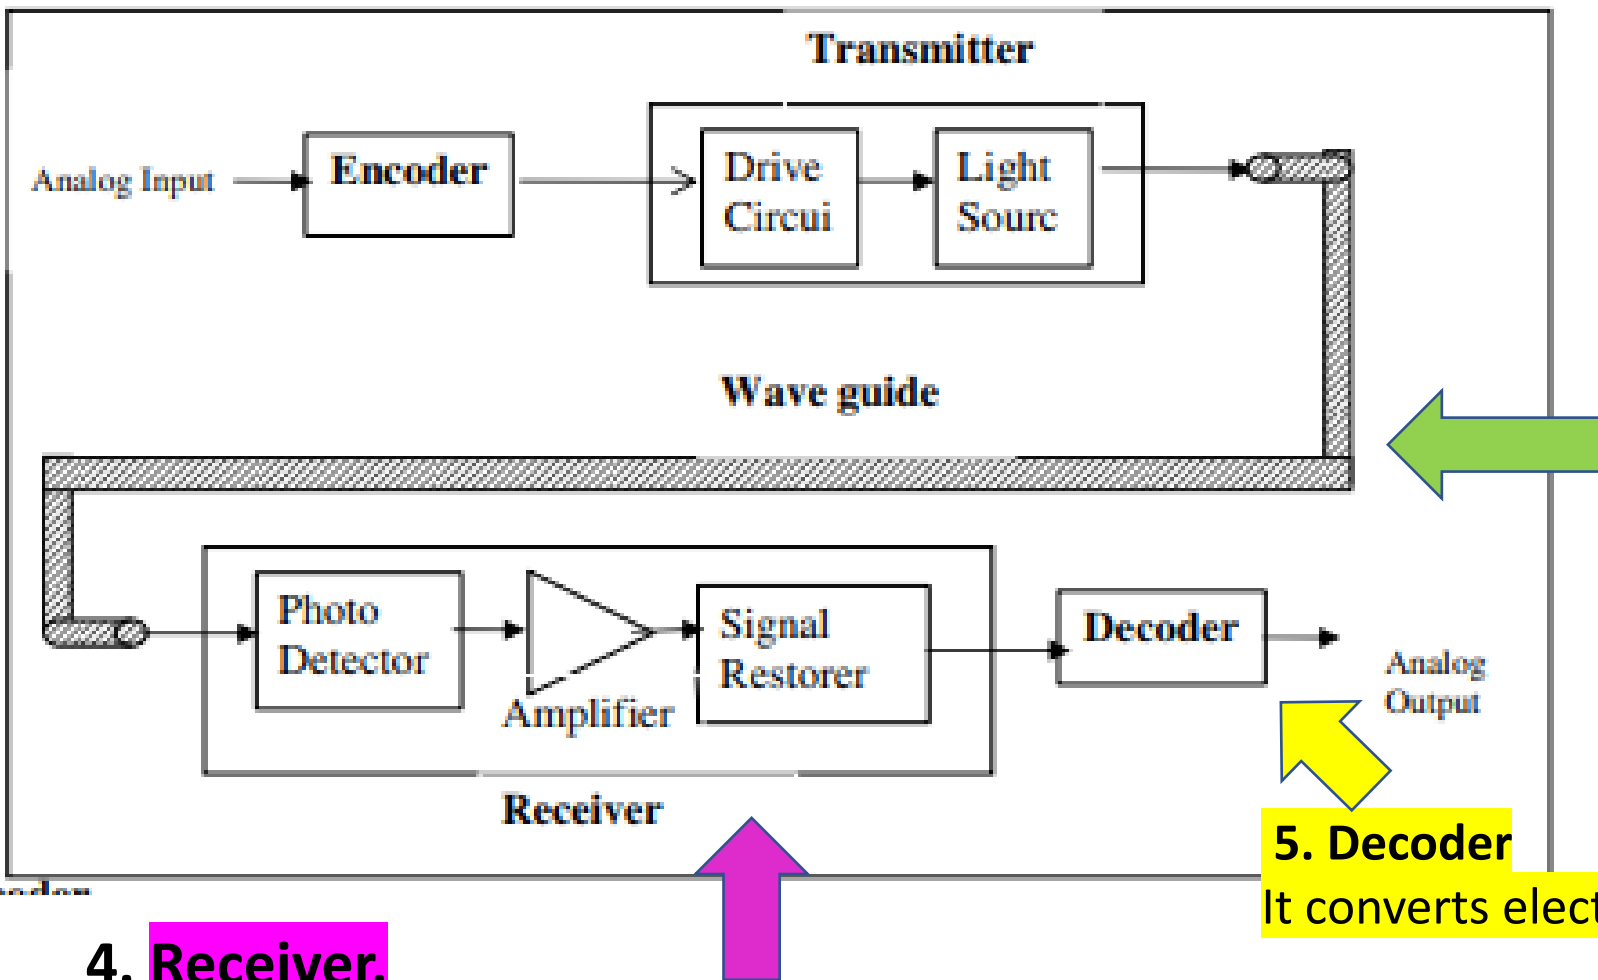 Transmitter
Analog Input
Encoder
Drive
Circui
Light
Sourc
Wave guide
Photo
Detector
Amplifier
Signal
Restorer
Decoder
Analog
Output
Receiver
5. Decoder
It converts elect
4. Receiver.